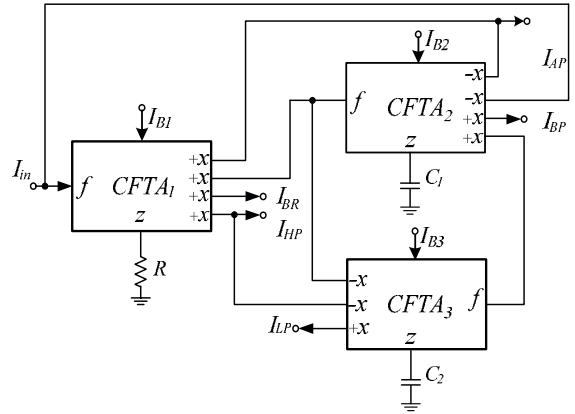 I_B2
I_AP
-x
f
CFTA_2
-x
+x
I_BP
+x
z
I_B1
C_1
+x
I_in
f
CFTA_1
+x
+x
I_BR
+x
I_HP
z
I_B3
R
-x
-x
CFTA_3
f
I_LP
+x
z
C_2